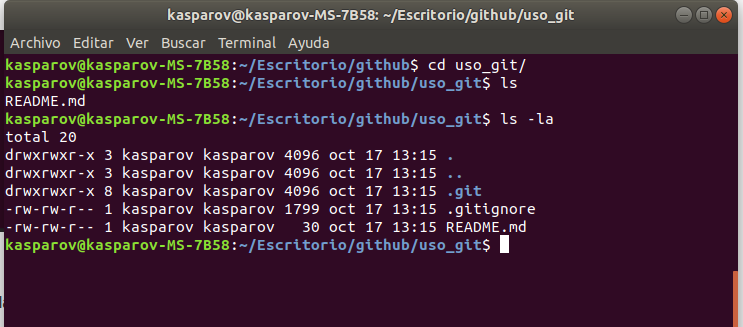 kasparov@kasparov-MS-7B58: ~/Escritorio/github/uso_git
Archivo Editar Ver Buscar Terminal Ayuda
kasparov@kasparov-MS-7B58:~/Escritorio/github$ cd uso_git/
kasparov@kasparov-MS-7B58:~/Escritorio/github/uso_git$ ls
README.md
kasparov@kasparov-MS-7B58:~/Escritorio/github/uso_git$ ls -la
total 20
drwxrwxr-x 3 kasparov kasparov 4096 oct 17 13:15 .
drwxrwxr-x 3 kasparov kasparov 4096 oct 17 13:15 ..
drwxrwxr-x 8 kasparov kasparov 4096 oct 17 13:15 .git
-rw-rw-r-- 1 kasparov kasparov 1799 oct 17 13:15 .gitignore
-rw-rw-r-- 1 kasparov kasparov   30 oct 17 13:15 README.md
kasparov@kasparov-MS-7B58:~/Escritorio/github/uso_git$